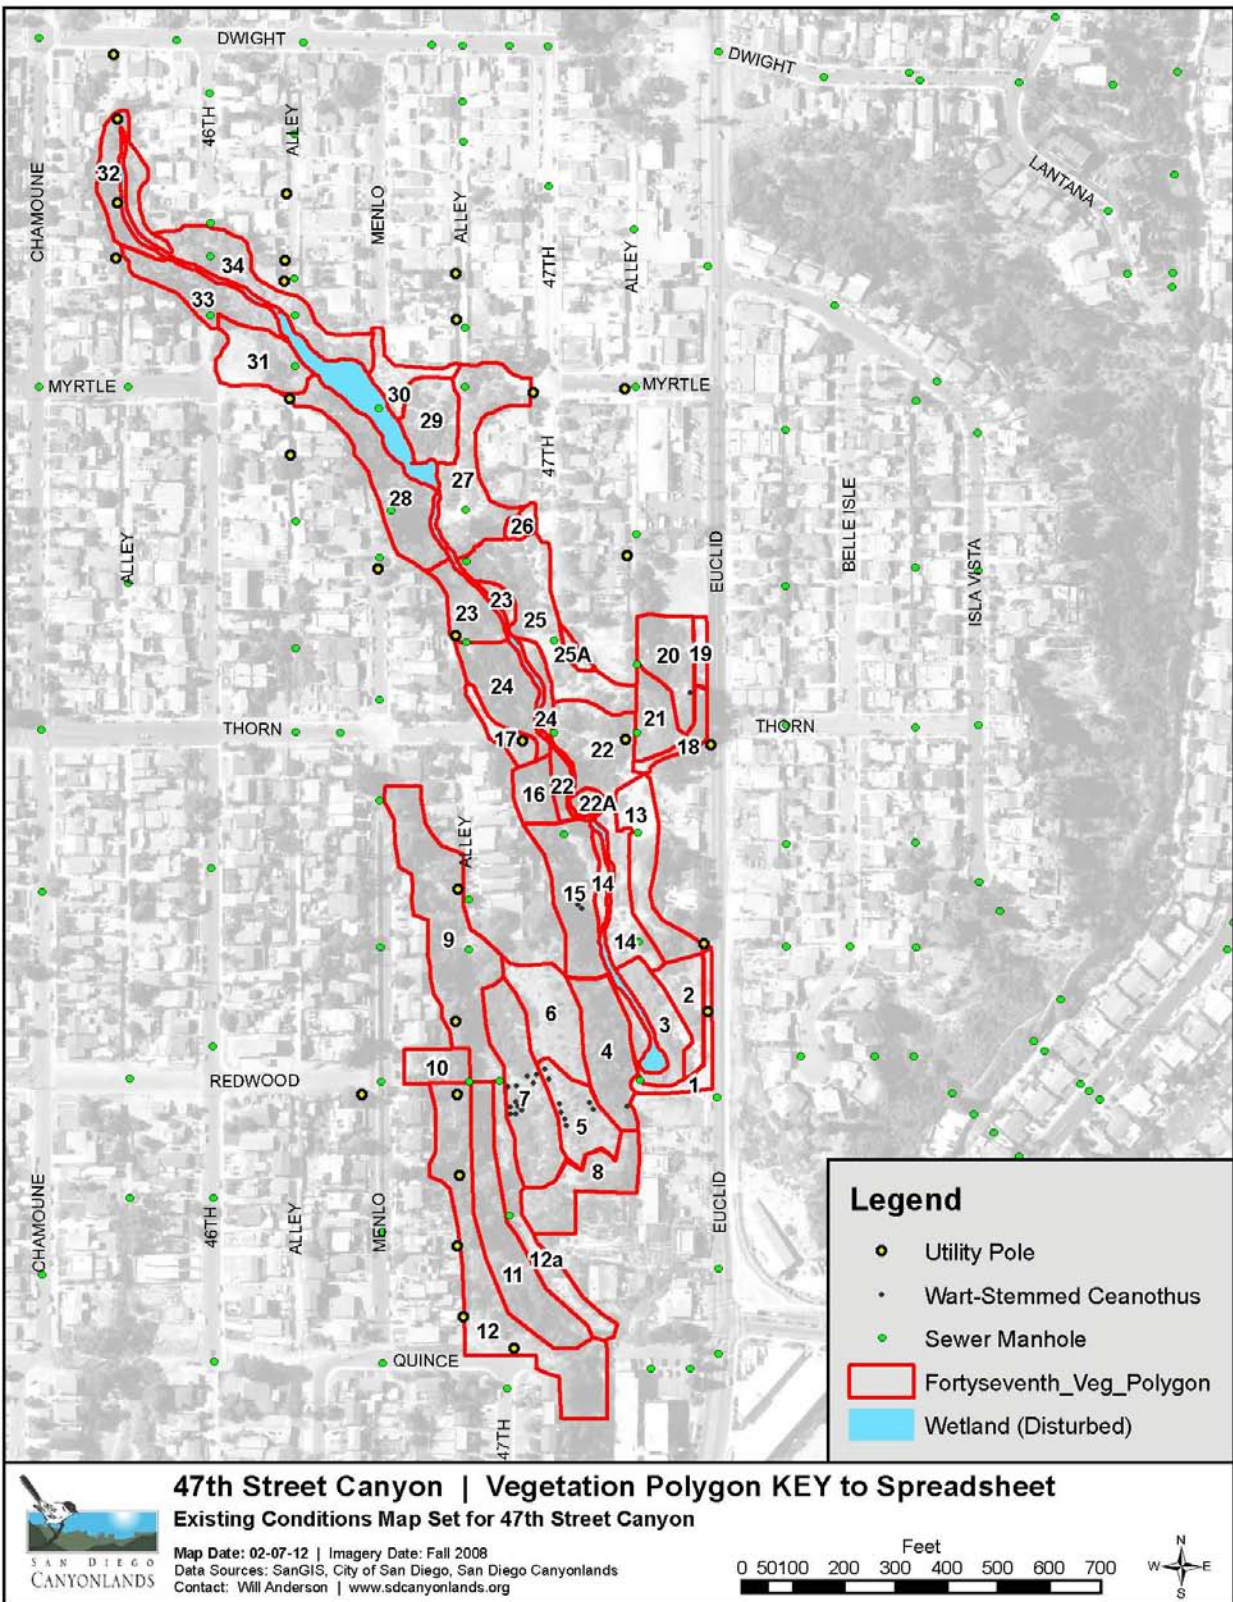 DWIGHT
DWIGHT
46TH
ALLEY
CHAMOUNE
MENLO
ALLEY
47TH
ALLEY
LANTANA
32
34
33
31
MYRTLE
30
29
MYRTLE
47TH
27
28
26
EUCLID
BELLE ISLE
ISLA VISTA
ALLEY
23
23
25
25A
20
19
24
24
21
THORN
17
22
18
THORN
16
22
22A
13
ALLEY
15
14
9
14
2
6
3
4
10
REDWOOD
1
7
5
8
CHAMOUNE
46TH
ALLEY
MENLO
EUCLID
12a
11
12
QUINCE
47TH
Legend
Utility Pole
Wart-Stemmed Ceanothus
Sewer Manhole
Fortyseventh_Veg_Polygon
Wetland (Disturbed)
47th Street Canyon | Vegetation Polygon KEY to Spreadsheet
Existing Conditions Map Set for 47th Street Canyon
Map Date: 02-07-12 | Imagery Date: Fall 2008
Data Sources: SanGIS, City of San Diego, San Diego Canyonlands
Contact: Will Anderson | www.sdcanyonlands.org
SAN DIEGO
CANYONLANDS
Feet
0 50 100 200 300 400 500 600 700
N
W E
S